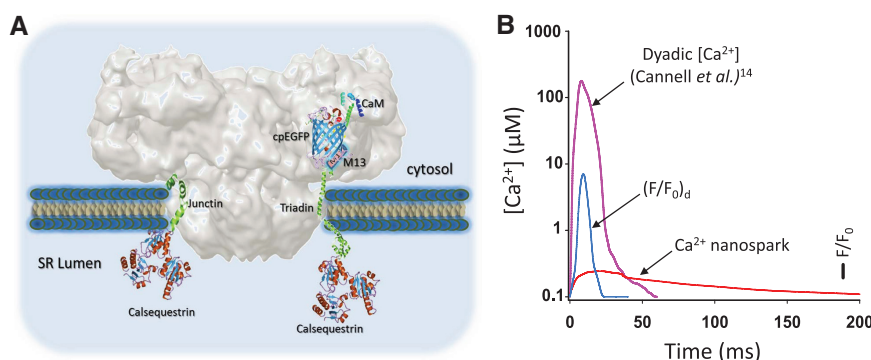 A
CaM
cpEGFP
M13
cytosol
Junctin
Triadin
SR Lumen
Calsequestrin
Calsequestrin
B
1000
100
10
1
0.1
[Ca²⁺] (μM)
Dyadic [Ca²⁺]
(Cannell et al.)¹⁴
(F/F₀)d
Ca²⁺ nanospark
F/F₀
0 50 100 150 200
Time (ms)